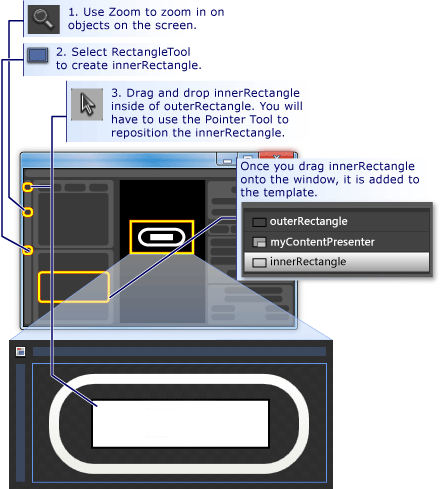 1. Use Zoom to zoom in on
objects on the screen.
2. Select RectangleTool
to create innerRectangle.
3. Drag and drop innerRectangle
inside of outerRectangle. You will
have to use the Pointer Tool to
reposition the innerRectangle.
Once you drag innerRectangle
onto the window, it is added to
the template.
outerRectangle
myContentPresenter
innerRectangle